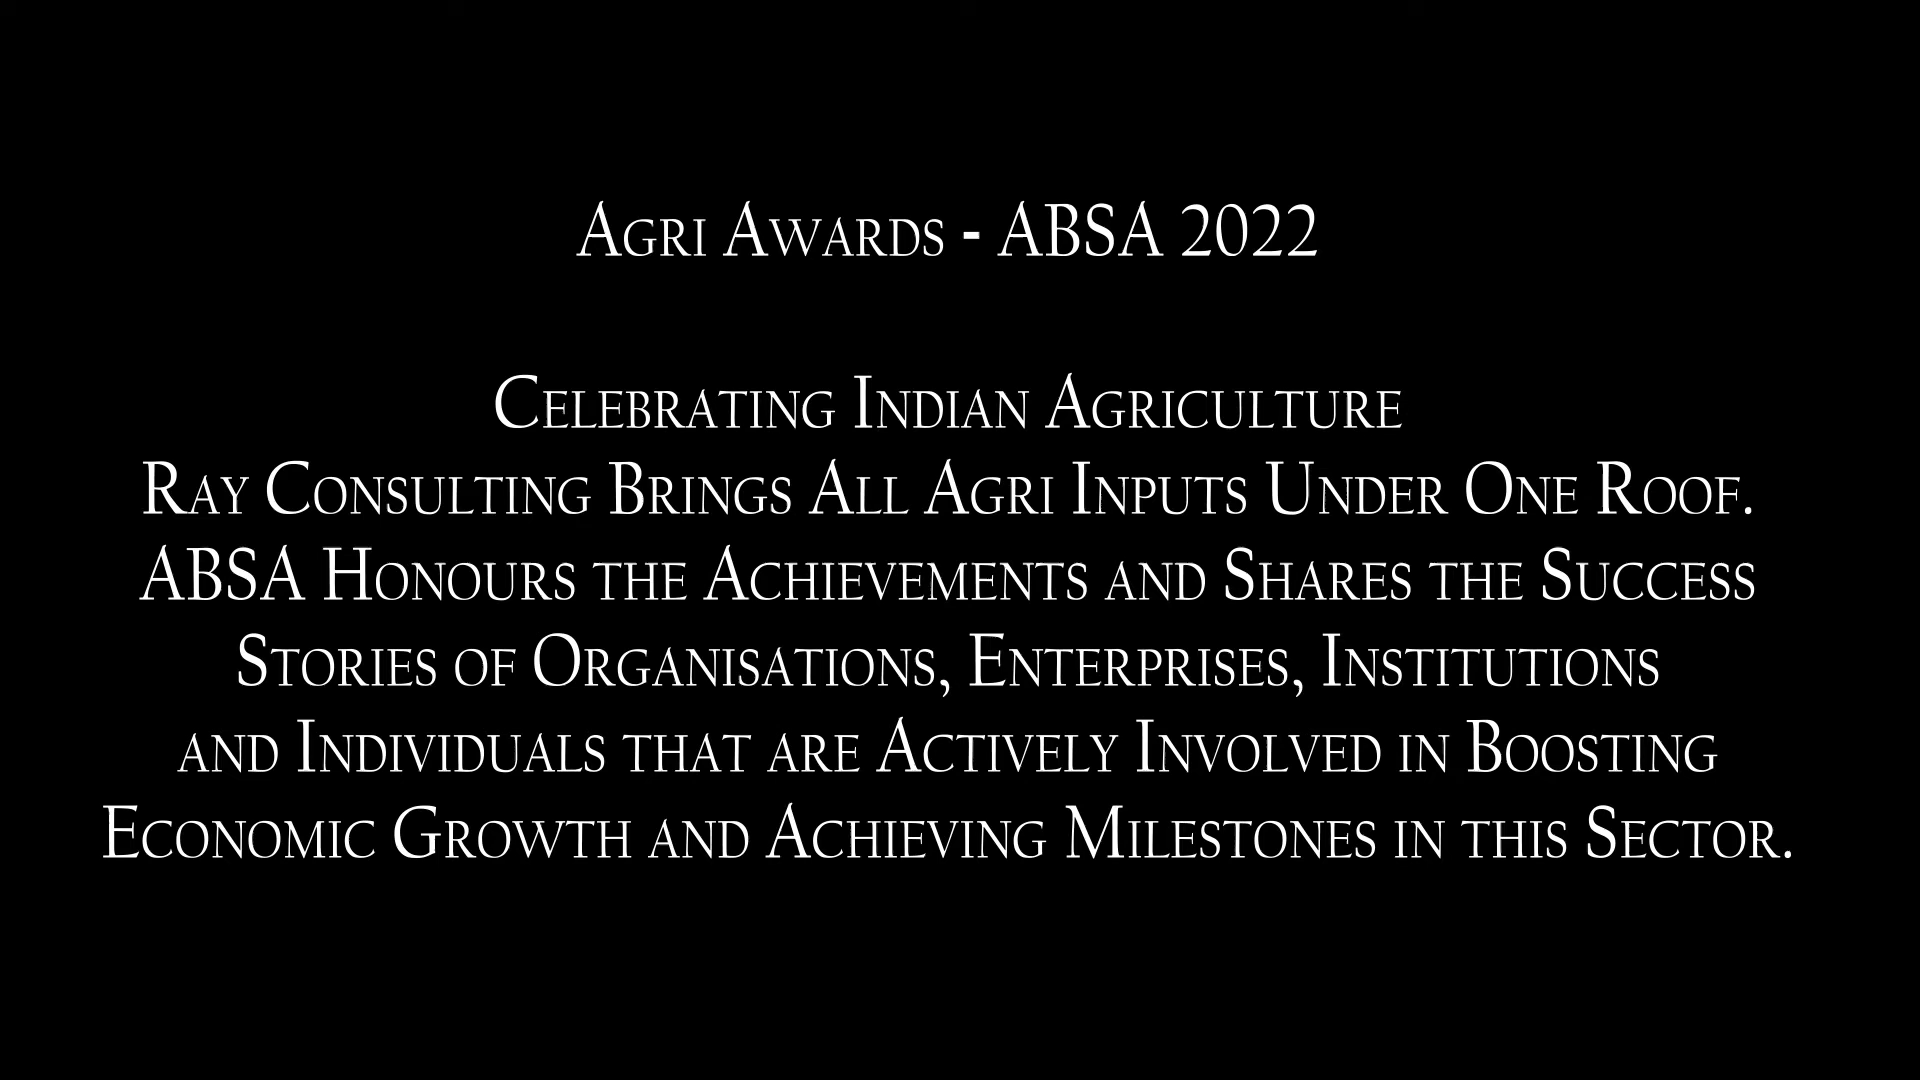 Agri Awards - ABSA 2022
Celebrating Indian Agriculture
Ray Consulting Brings All Agri Inputs Under One Roof.
ABSA Honours the Achievements and Shares the Success
Stories of Organisations, Enterprises, Institutions
and Individuals that are Actively Involved in Boosting
Economic Growth and Achieving Milestones in this Sector.